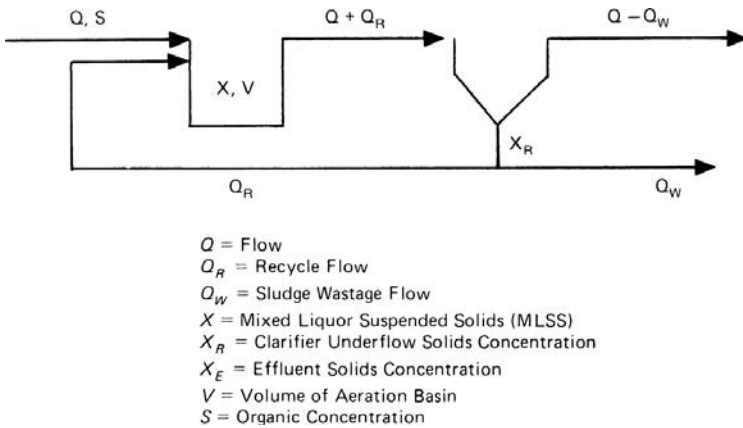 Q, S
Q + Q_R
Q – Q_W
X, V
X_R
Q_R
Q_W
Q = Flow
Q_R = Recycle Flow
Q_W = Sludge Wastage Flow
X = Mixed Liquor Suspended Solids (MLSS)
X_R = Clarifier Underflow Solids Concentration
X_E = Effluent Solids Concentration
V = Volume of Aeration Basin
S = Organic Concentration